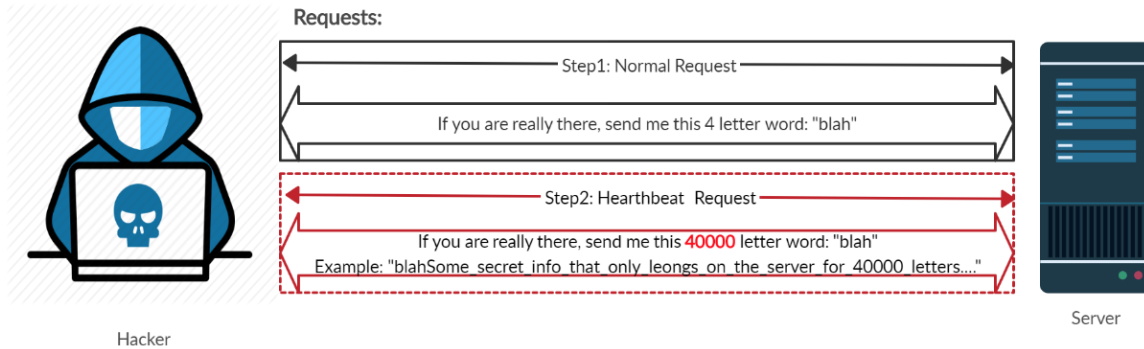 Requests:
Step1: Normal Request
If you are really there, send me this 4 letter word: "blah"
Step2: Hearthbeat Request
If you are really there, send me this 40000 letter word: "blah"
Example: "blahSome_secret_info_that_only_leongs_on_the_server_for_40000_letters...."
Hacker
Server